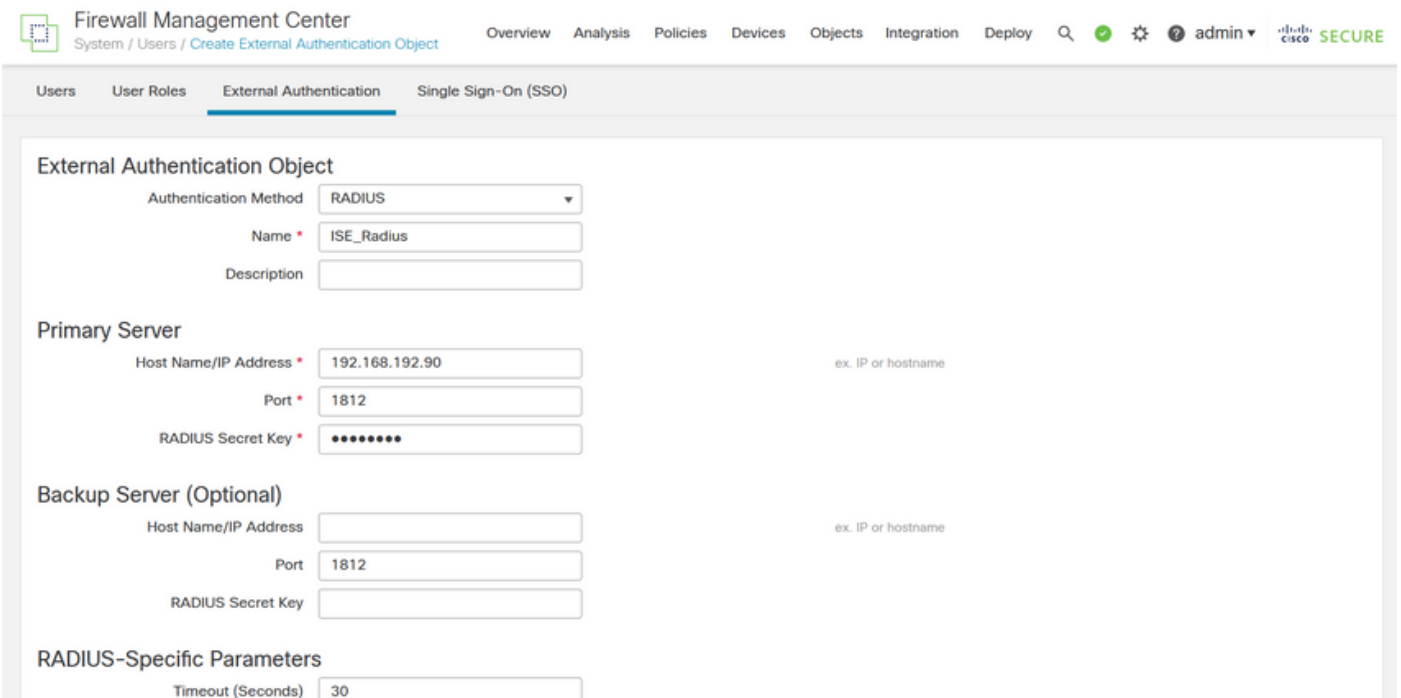 Firewall Management Center
System / Users / Create External Authentication Object
Overview Analysis Policies Devices Objects Integration Deploy admin cisco SECURE
Users User Roles External Authentication Single Sign-On (SSO)
External Authentication Object
Authentication Method RADIUS
Name * ISE_Radius
Description
Primary Server
Host Name/IP Address * 192.168.192.90 ex. IP or hostname
Port * 1812
RADIUS Secret Key * ••••••••
Backup Server (Optional)
Host Name/IP Address ex. IP or hostname
Port 1812
RADIUS Secret Key
RADIUS-Specific Parameters
Timeout (Seconds) 30